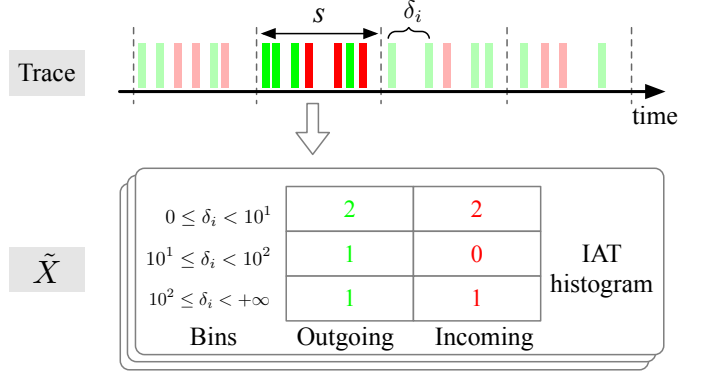 s
δᵢ
Trace
time
X̃
0 ≤ δᵢ < 10¹ 2 2
10¹ ≤ δᵢ < 10² 1 0
10² ≤ δᵢ < +∞ 1 1
IAT
histogram
Bins Outgoing Incoming